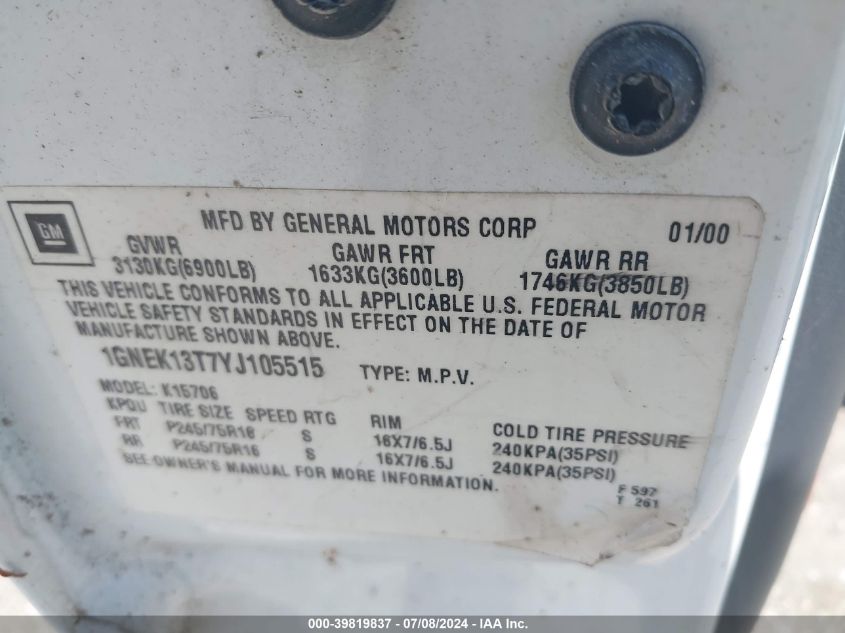 GM
MFD BY GENERAL MOTORS CORP 01/00
GVWR GAWR FRT GAWR RR
3130KG(6900LB) 1633KG(3600LB) 1746KG(3850LB)
THIS VEHICLE CONFORMS TO ALL APPLICABLE U.S. FEDERAL MOTOR
VEHICLE SAFETY STANDARDS IN EFFECT ON THE DATE OF
MANUFACTURE SHOWN ABOVE.
1GNEK13T7YJ105515 TYPE: M.P.V.
MODEL: K15706
KPDU TIRE SIZE SPEED RTG RIM COLD TIRE PRESSURE
FRT P245/75R16 S 16X7/6.5J 240KPA(35PSI)
RR P245/75R16 S 16X7/6.5J 240KPA(35PSI)
SEE OWNER'S MANUAL FOR MORE INFORMATION.
F 597
T 261
000-39819837 - 07/08/2024 - IAA Inc.